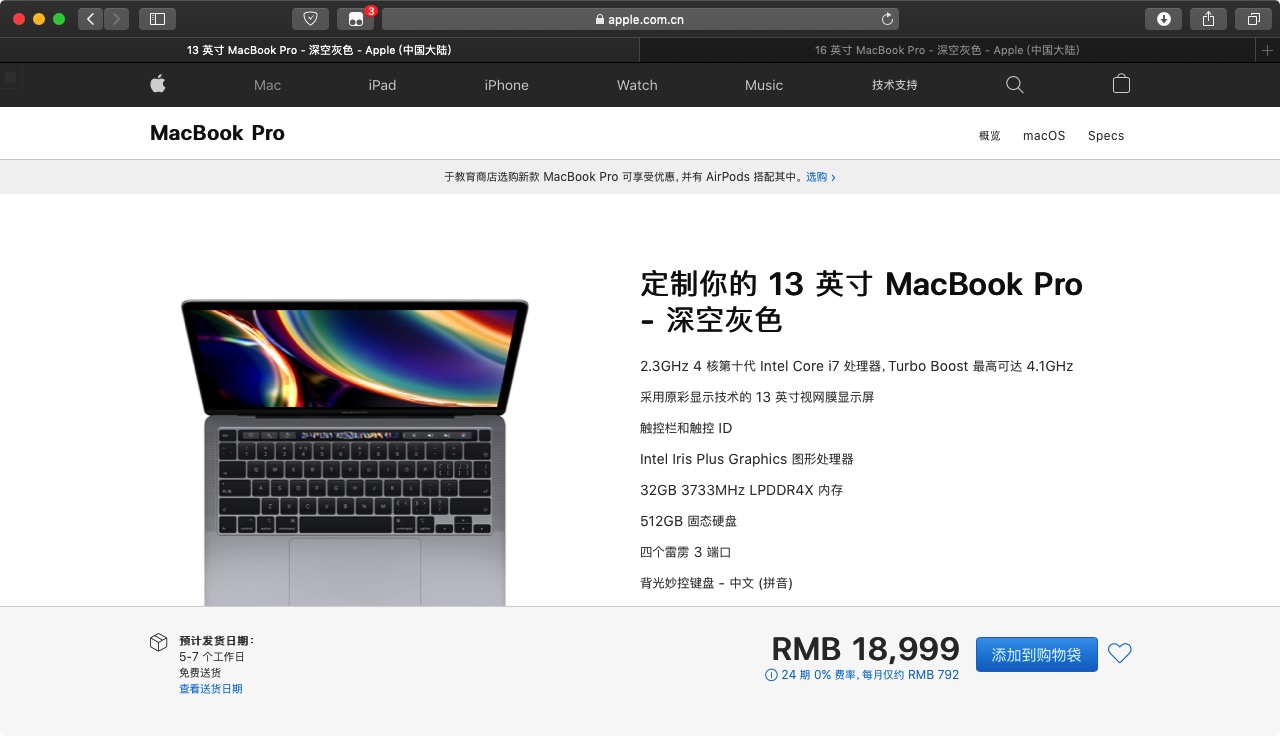 3
apple.com.cn
13 英寸 MacBook Pro - 深空灰色 - Apple (中国大陆)
16 英寸 MacBook Pro - 深空灰色 - Apple (中国大陆)
Mac
iPad
iPhone
Watch
Music
技术支持
MacBook Pro
概览
macOS
Specs
于教育商店选购新款 MacBook Pro 可享受优惠, 并有 AirPods 搭配其中。选购 ›
定制你的 13 英寸 MacBook Pro
- 深空灰色
2.3GHz 4 核第十代 Intel Core i7 处理器, Turbo Boost 最高可达 4.1GHz
采用原彩显示技术的 13 英寸视网膜显示屏
触控栏和触控 ID
Intel Iris Plus Graphics 图形处理器
32GB 3733MHz LPDDR4X 内存
512GB 固态硬盘
四个雷雳 3 端口
背光妙控键盘 - 中文 (拼音)
预计发货日期:
5-7 个工作日
免费送货
查看送货日期
RMB 18,999
24 期 0% 费率, 每月仅约 RMB 792
添加到购物袋